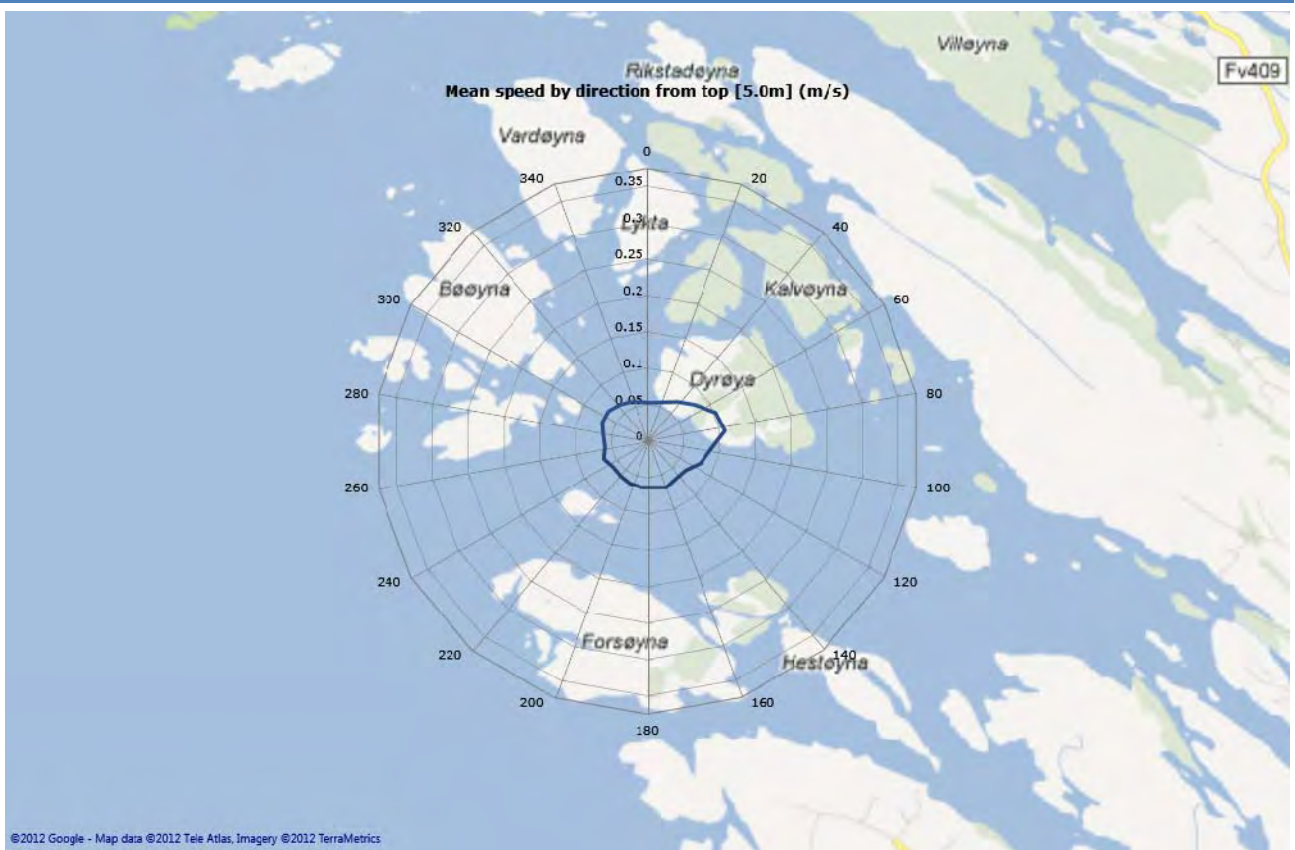 Villøyna
Rikstadøyna
Fv409
Mean speed by direction from top [5.0m] (m/s)
Vardøyna
0
340
20
0.35
320
0.3
Lykta
40
0.25
Bøøyna
Kalvøyna
300
0.2
60
0.15
0.1
Dyrøya
280
80
0.05
0
260
100
240
120
Forsøyna
220
140
Hestøyna
200
160
180
©2012 Google - Map data ©2012 Tele Atlas, Imagery ©2012 TerraMetrics